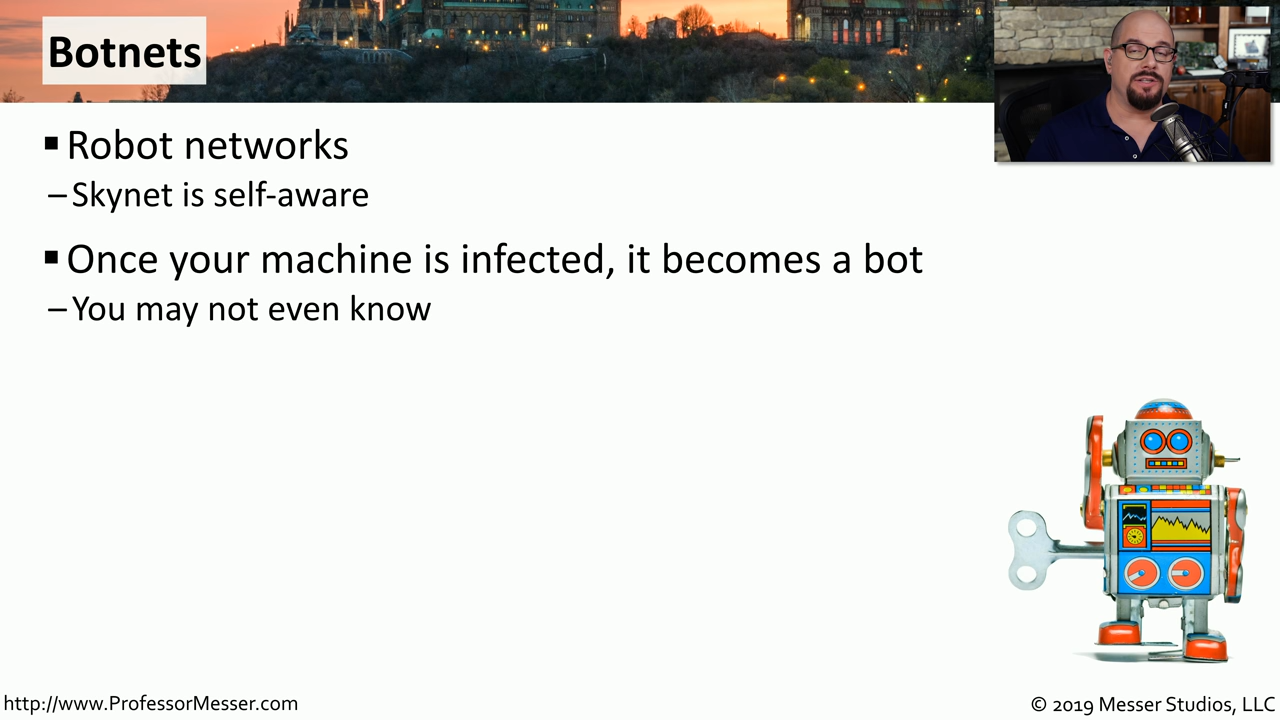 Botnets
▪ Robot networks
– Skynet is self-aware
▪ Once your machine is infected, it becomes a bot
– You may not even know
http://www.ProfessorMesser.com
© 2019 Messer Studios, LLC